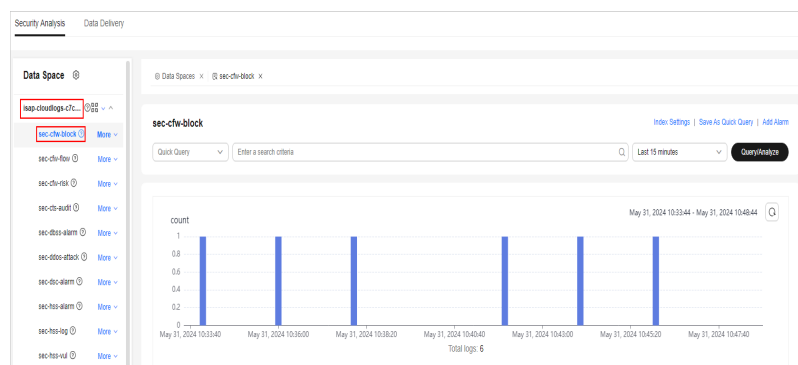 Security Analysis Data Delivery
Data Space
Data Spaces × sec-cfw-block ×
isap-cloudlogs-c7c...
sec-cfw-block More
sec-cfw-flow More
sec-cfw-risk More
sec-cts-audit More
sec-dbss-alarm More
sec-ddos-attack More
sec-dsc-alarm More
sec-hss-alarm More
sec-hss-log More
sec-hss-vul More
sec-cfw-block
Index Settings | Save As Quick Query | Add Alarm
Quick Query Enter a search criteria Last 15 minutes Query/Analyze
May 31, 2024 10:33:44 - May 31, 2024 10:48:44
count
1
0.8
0.6
0.4
0.2
0
May 31, 2024 10:33:40 May 31, 2024 10:36:00 May 31, 2024 10:38:20 May 31, 2024 10:40:40 May 31, 2024 10:43:00 May 31, 2024 10:45:20 May 31, 2024 10:47:40
Total logs: 6